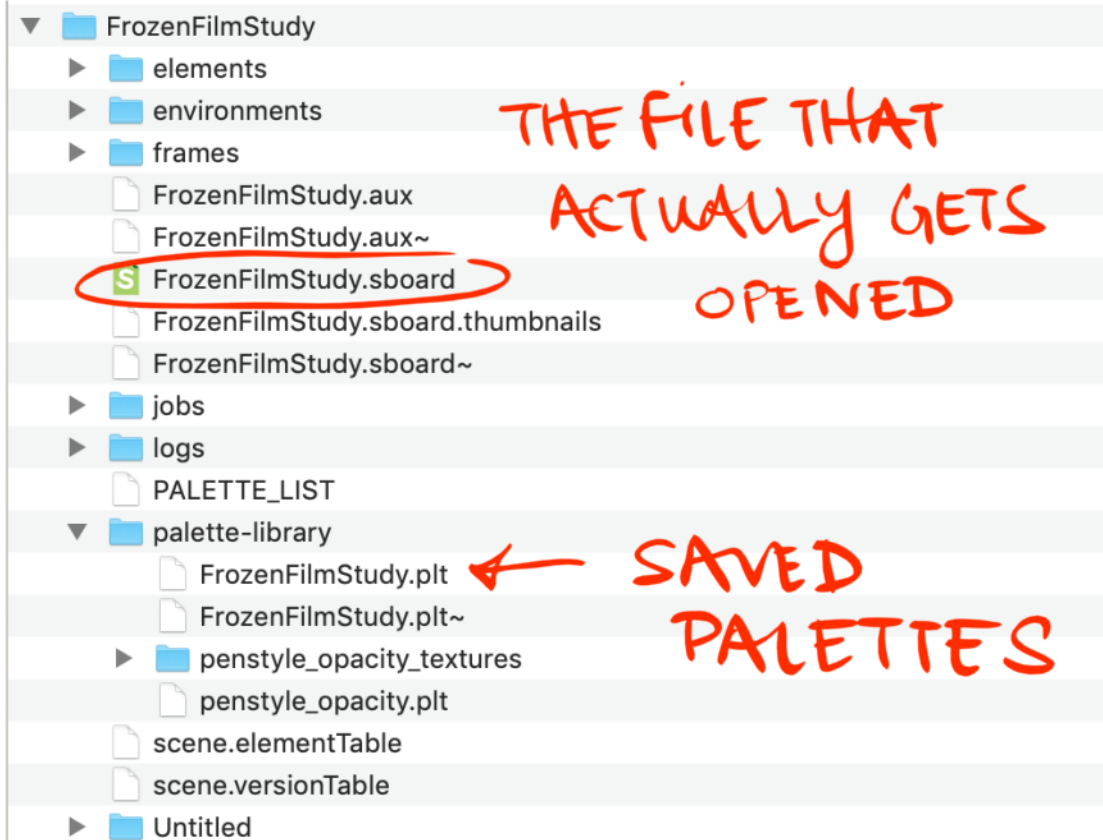 FrozenFilmStudy
elements
environments
frames
FrozenFilmStudy.aux
FrozenFilmStudy.aux~
S FrozenFilmStudy.sboard
FrozenFilmStudy.sboard.thumbnails
FrozenFilmStudy.sboard~
jobs
logs
PALETTE_LIST
palette-library
FrozenFilmStudy.plt
FrozenFilmStudy.plt~
penstyle_opacity_textures
penstyle_opacity.plt
scene.elementTable
scene.versionTable
Untitled
THE FILE THAT
ACTUALLY GETS
OPENED
SAVED
PALETTES